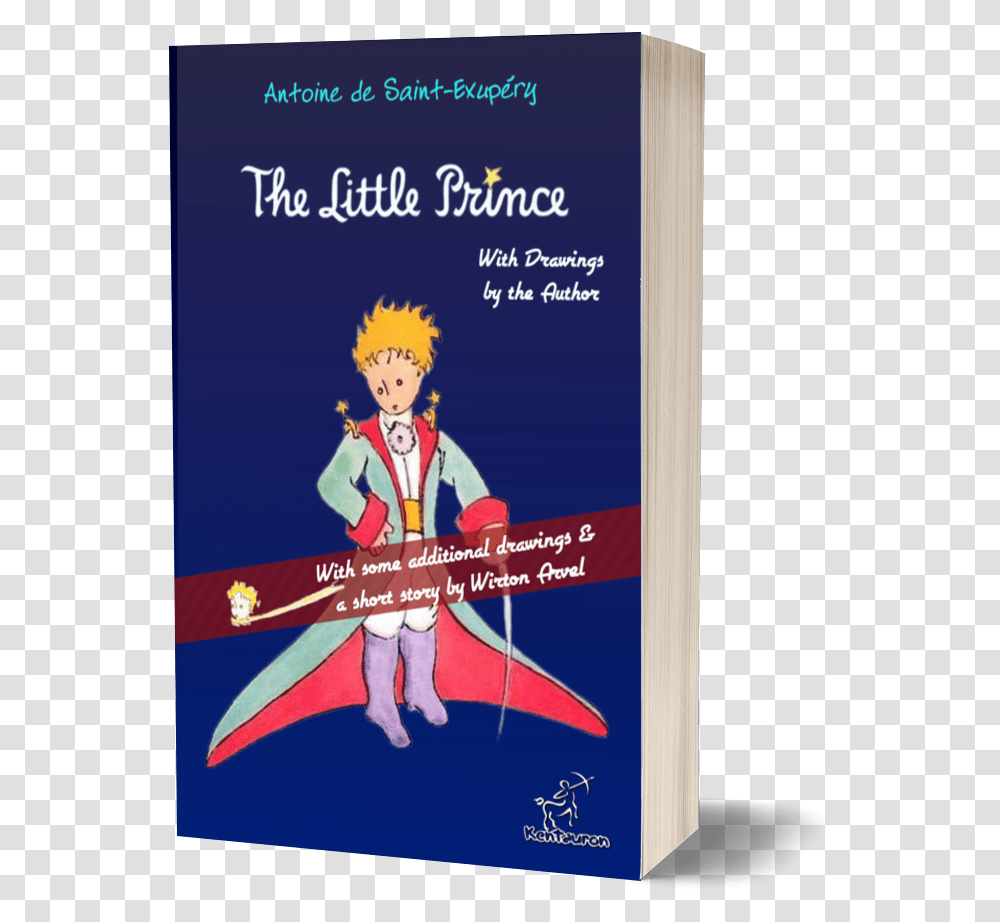 Antoine de Saint-Exupéry
The Little Prince
With Drawings
by the Author
With some additional drawings &
a short story by Wirton Arvel
Kentauron